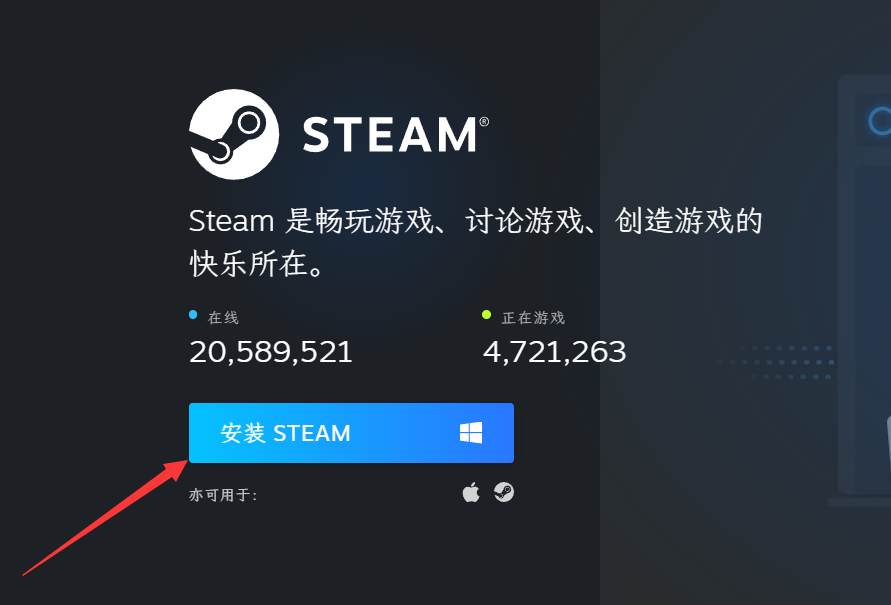 STEAM®
Steam 是畅玩游戏、讨论游戏、创造游戏的
快乐所在。
在线
正在游戏
20,589,521
4,721,263
安装 STEAM
亦可用于：